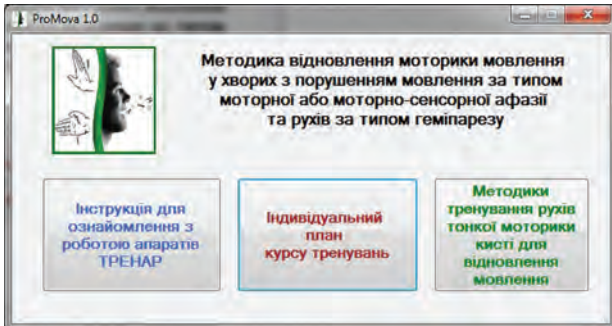 ProMova 1.0
Методика відновлення моторики мовлення
у хворих з порушенням мовлення за типом
моторної або моторно-сенсорної афазії
та рухів за типом геміпарезу
Інструкція для
ознайомлення з
роботою апаратів
ТРЕНАР
Індивідуальний
план
курсу тренувань
Методики
тренування рухів
тонкої моторики
кисті для
відновлення
мовлення